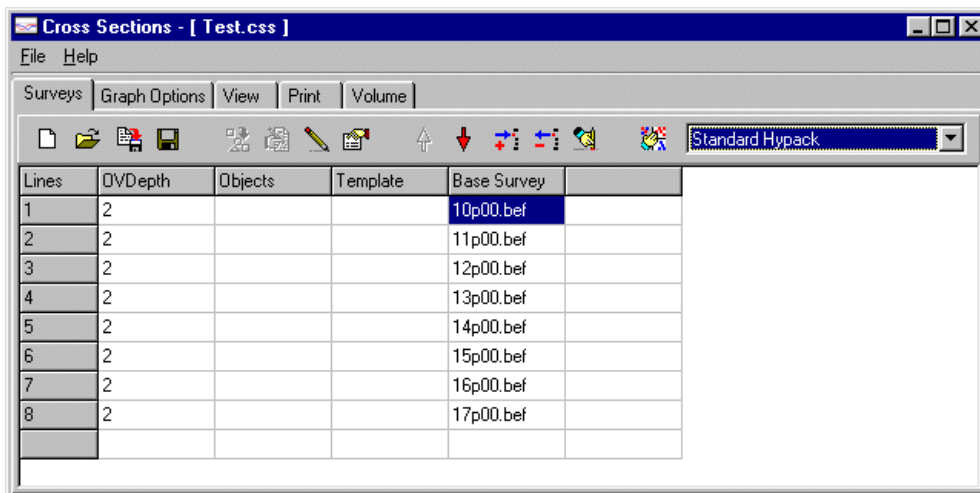 Cross Sections - [ Test.css ]
File Help
Surveys Graph Options View Print Volume
Standard Hypack
Lines OVDepth Objects Template Base Survey
1 2 10p00.bef
2 2 11p00.bef
3 2 12p00.bef
4 2 13p00.bef
5 2 14p00.bef
6 2 15p00.bef
7 2 16p00.bef
8 2 17p00.bef